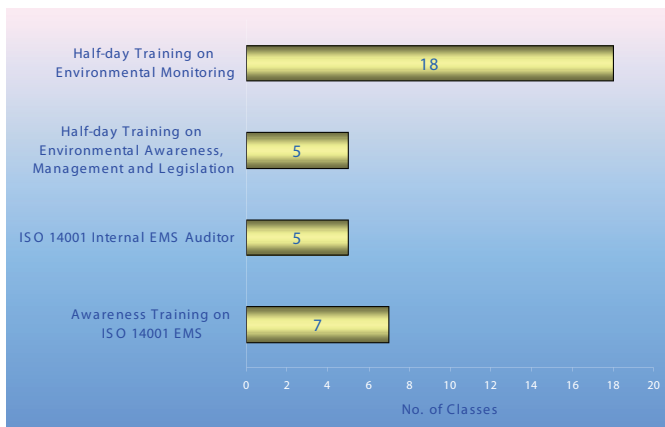 Half-day Training on
Environmental Monitoring
18
Half-day Training on
Environmental Awareness,
Management and Legislation
5
ISO 14001 Internal EMS Auditor
5
Awareness Training on
ISO 14001 EMS
7
0 2 4 6 8 10 12 14 16 18 20
No. of Classes